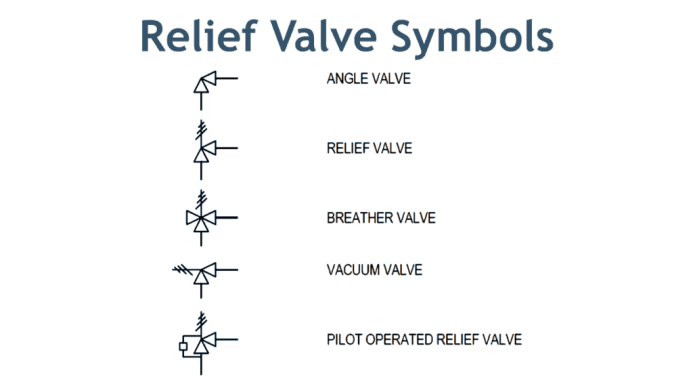 Relief Valve Symbols
ANGLE VALVE
RELIEF VALVE
BREATHER VALVE
VACUUM VALVE
PILOT OPERATED RELIEF VALVE